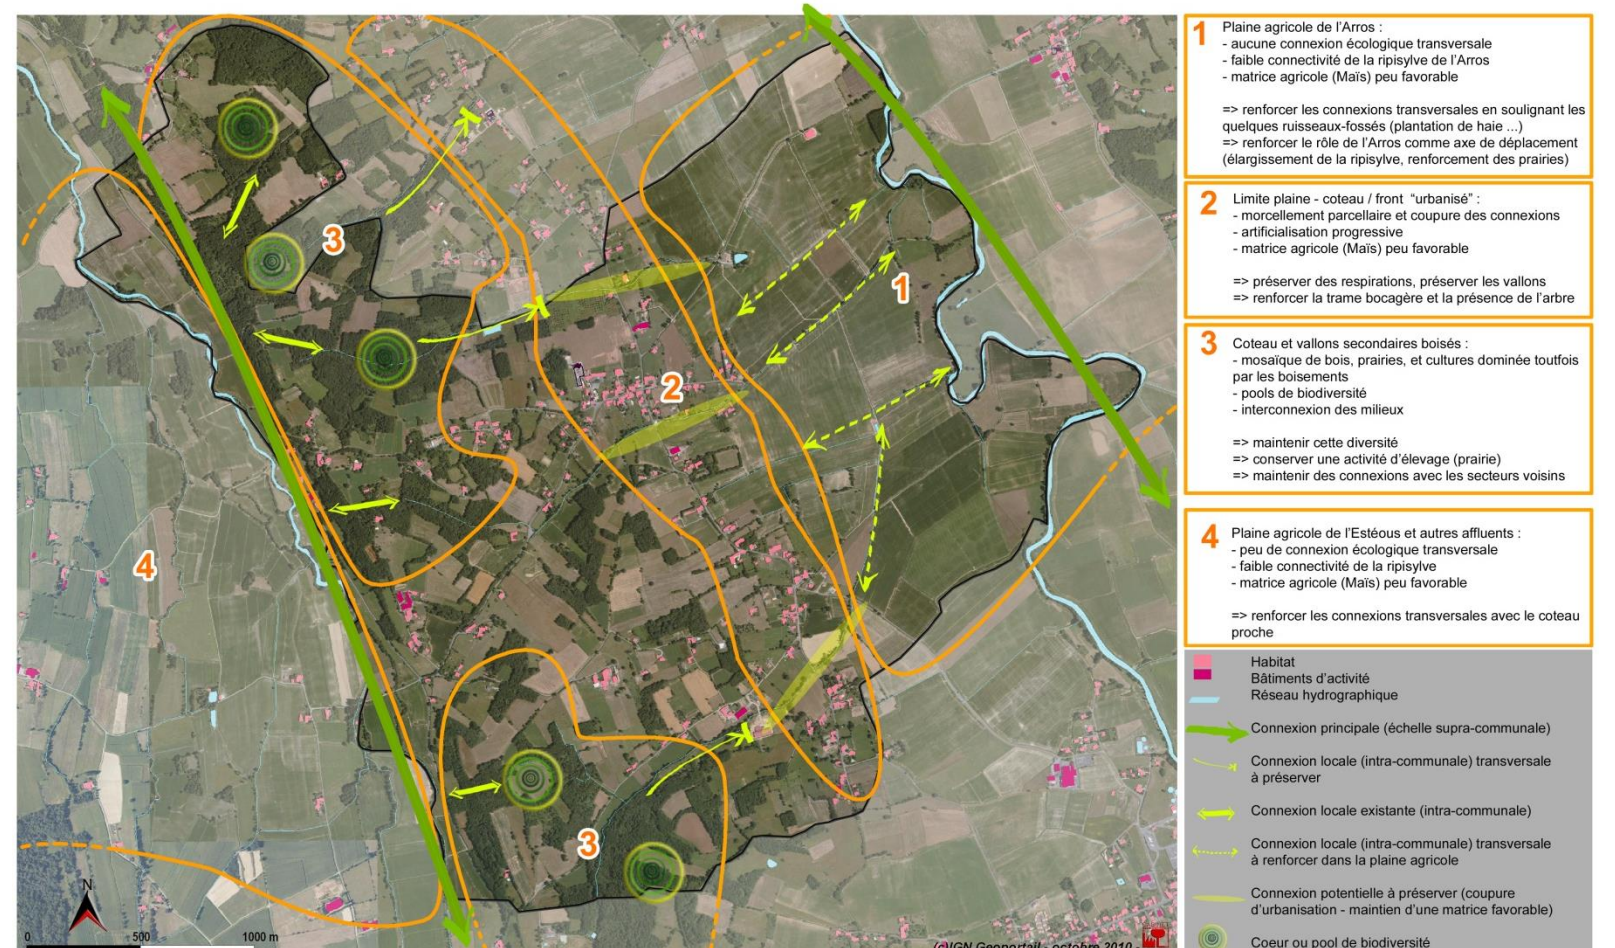 1
Plaine agricole de l'Arros :
- aucune connexion écologique transversale
- faible connectivité de la ripisylve de l'Arros
- matrice agricole (Maïs) peu favorable
=> renforcer les connexions transversales en soulignant les
quelques ruisseaux-fossés (plantation de haie ...)
=> renforcer le rôle de l'Arros comme axe de déplacement
(élargissement de la ripisylve, renforcement des prairies)
2
Limite plaine - coteau / front "urbanisé" :
- morcellement parcellaire et coupure des connexions
- artificialisation progressive
- matrice agricole (Maïs) peu favorable
=> préserver des respirations, préserver les vallons
=> renforcer la trame bocagère et la présence de l'arbre
3
Coteau et vallons secondaires boisés :
- mosaïque de bois, prairies, et cultures dominée toutfois
par les boisements
- pools de biodiversité
- interconnexion des milieux
=> maintenir cette diversité
=> conserver une activité d'élevage (prairie)
=> maintenir des connexions avec les secteurs voisins
4
Plaine agricole de l'Estéous et autres affluents :
- peu de connexion écologique transversale
- faible connectivité de la ripisylve
- matrice agricole (Maïs) peu favorable
=> renforcer les connexions transversales avec le coteau
proche
Habitat
Bâtiments d'activité
Réseau hydrographique
Connexion principale (échelle supra-communale)
Connexion locale (intra-communale) transversale
à préserver
Connexion locale existante (intra-communale)
Connexion locale (intra-communale) transversale
à renforcer dans la plaine agricole
Connexion potentielle à préserver (coupure
d'urbanisation - maintien d'une matrice favorable)
Coeur ou pool de biodiversité
3
1
2
4
3
N
0 500 1000 m
(c)IGN Geoportail - octobre 2010 -